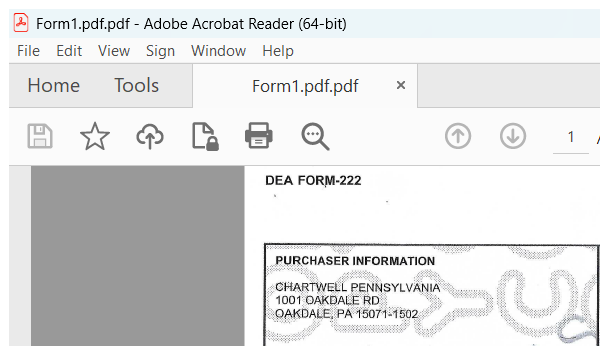 Form1.pdf.pdf - Adobe Acrobat Reader (64-bit)
File Edit View Sign Window Help
Home Tools Form1.pdf.pdf ×
1 /
DEA FORM-222
PURCHASER INFORMATION
CHARTWELL PENNSYLVANIA
1001 OAKDALE RD
OAKDALE, PA 15071-1502